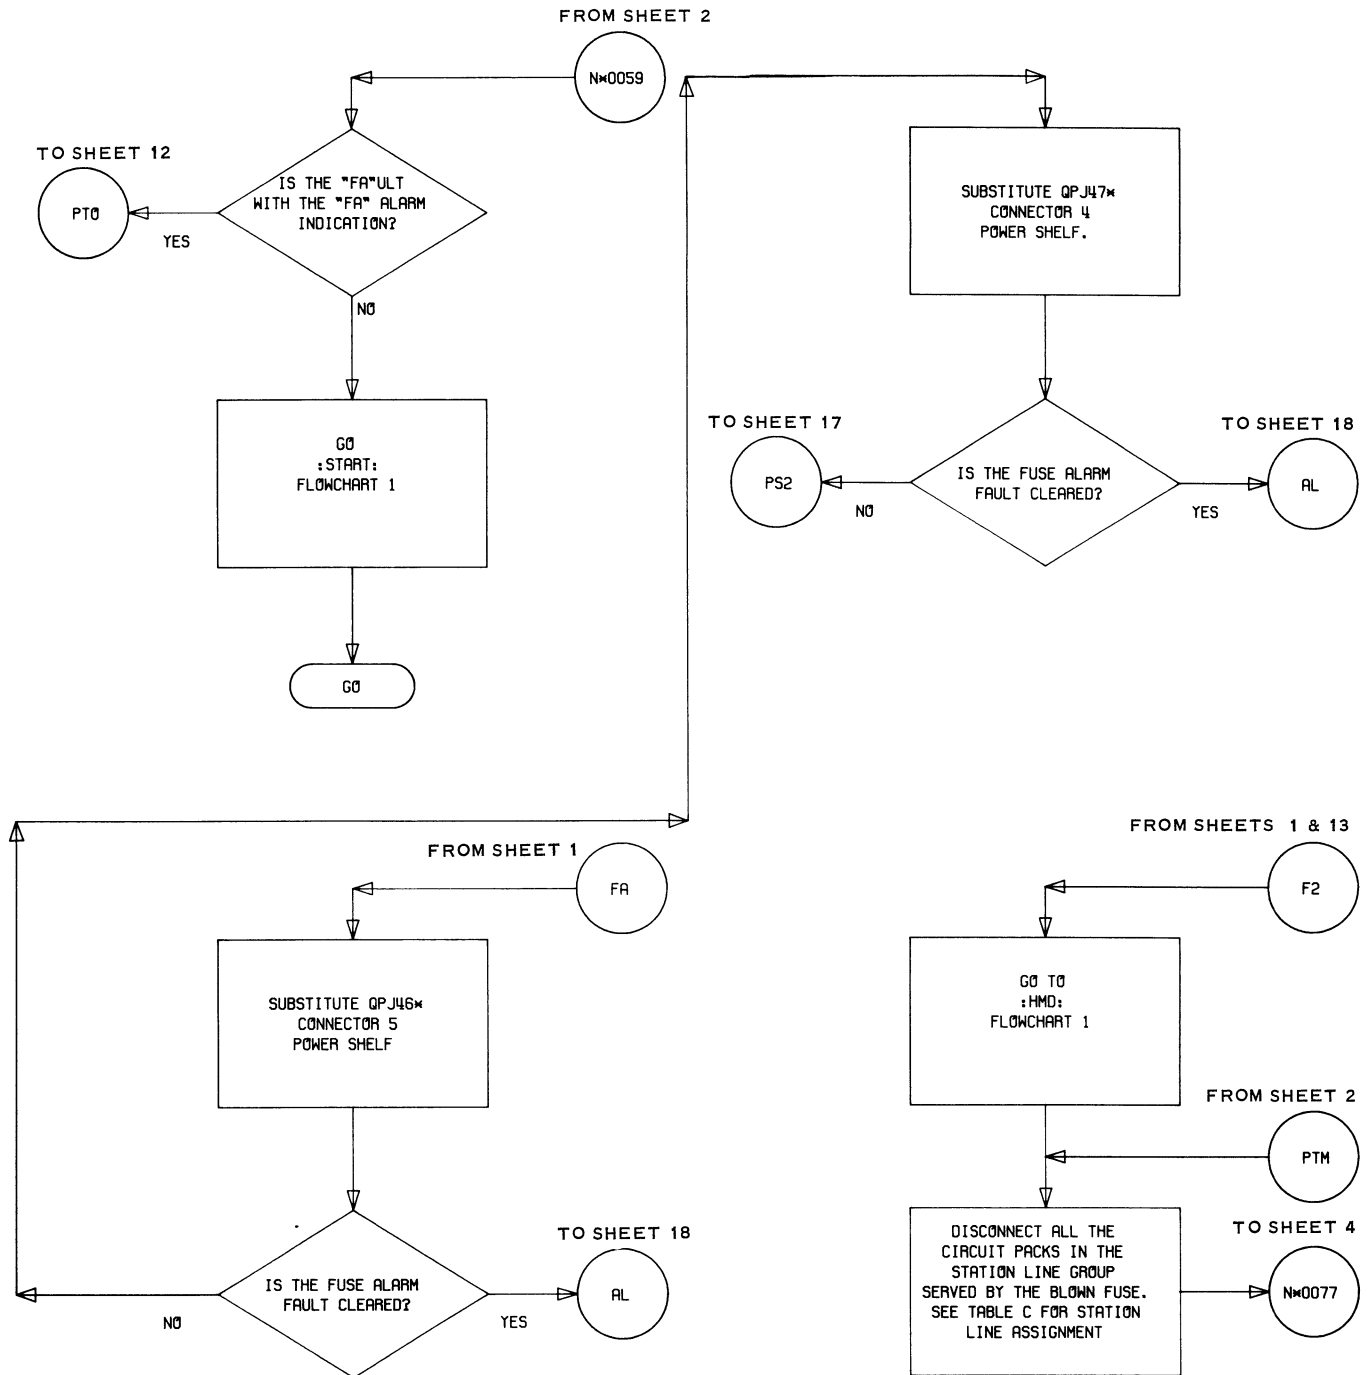 FROM SHEET 2
N*0059
TO SHEET 12
PTO
IS THE "FA"ULT
WITH THE "FA" ALARM
INDICATION?
YES
NO
GO
:START:
FLOWCHART 1
GO
SUBSTITUTE QPJ47*
CONNECTOR 4
POWER SHELF.
TO SHEET 17
PS2
NO
IS THE FUSE ALARM
FAULT CLEARED?
YES
TO SHEET 18
AL
FROM SHEET 1
FA
SUBSTITUTE QPJ46*
CONNECTOR 5
POWER SHELF
IS THE FUSE ALARM
FAULT CLEARED?
NO
YES
TO SHEET 18
AL
FROM SHEETS 1 & 13
F2
GO TO
:HMD:
FLOWCHART 1
FROM SHEET 2
PTM
DISCONNECT ALL THE
CIRCUIT PACKS IN THE
STATION LINE GROUP
SERVED BY THE BLOWN FUSE.
SEE TABLE C FOR STATION
LINE ASSIGNMENT
TO SHEET 4
N*0077